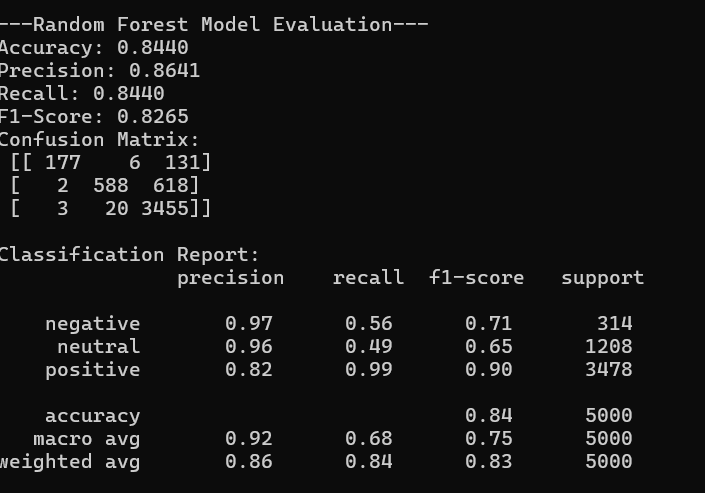 ---Random Forest Model Evaluation---
Accuracy: 0.8440
Precision: 0.8641
Recall: 0.8440
F1-Score: 0.8265
Confusion Matrix:
[[ 177    6  131]
[   2  588  618]
[   3   20 3455]]
Classification Report:
precision    recall  f1-score   support
negative       0.97      0.56      0.71       314
neutral       0.96      0.49      0.65      1208
positive       0.82      0.99      0.90      3478
accuracy                           0.84      5000
macro avg       0.92      0.68      0.75      5000
weighted avg       0.86      0.84      0.83      5000